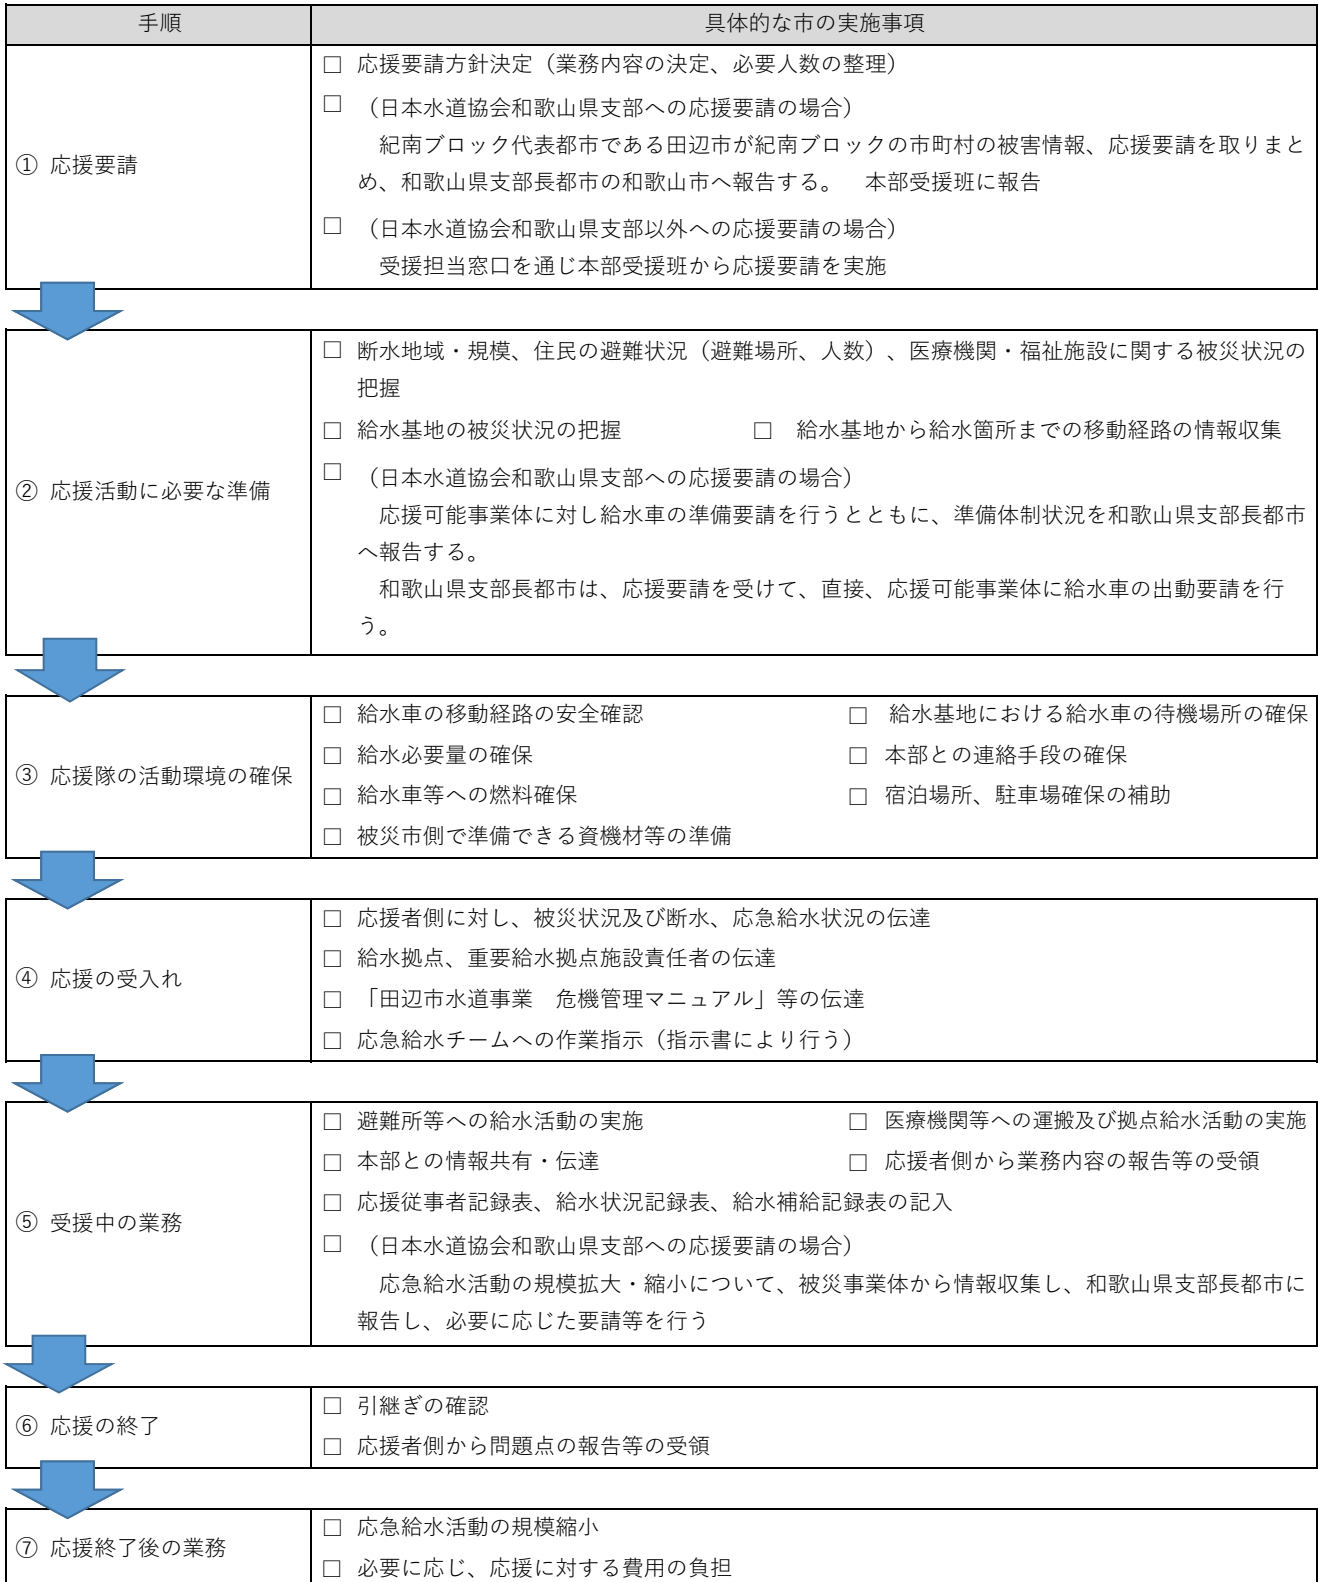 手順 具体的な市の実施事項
① 応援要請
□ 応援要請方針決定（業務内容の決定、必要人数の整理）
□ （日本水道協会和歌山県支部への応援要請の場合）
紀南ブロック代表都市である田辺市が紀南ブロックの市町村の被害情報、応援要請を取りまと
め、和歌山県支部長都市の和歌山市へ報告する。 本部受援班に報告
□ （日本水道協会和歌山県支部以外への応援要請の場合）
受援担当窓口を通じ本部受援班から応援要請を実施
② 応援活動に必要な準備
□ 断水地域・規模、住民の避難状況（避難場所、人数）、医療機関・福祉施設に関する被災状況の
把握
□ 給水基地の被災状況の把握 □ 給水基地から給水箇所までの移動経路の情報収集
□ （日本水道協会和歌山県支部への応援要請の場合）
応援可能事業体に対し給水車の準備要請を行うとともに、準備体制状況を和歌山県支部長都市
へ報告する。
和歌山県支部長都市は、応援要請を受けて、直接、応援可能事業体に給水車の出動要請を行
う。
③ 応援隊の活動環境の確保
□ 給水車の移動経路の安全確認 □ 給水基地における給水車の待機場所の確保
□ 給水必要量の確保 □ 本部との連絡手段の確保
□ 給水車等への燃料確保 □ 宿泊場所、駐車場確保の補助
□ 被災市側で準備できる資機材等の準備
④ 応援の受入れ
□ 応援者側に対し、被災状況及び断水、応急給水状況の伝達
□ 給水拠点、重要給水拠点施設責任者の伝達
□ 「田辺市水道事業　危機管理マニュアル」等の伝達
□ 応急給水チームへの作業指示（指示書により行う）
⑤ 受援中の業務
□ 避難所等への給水活動の実施 □ 医療機関等への運搬及び拠点給水活動の実施
□ 本部との情報共有・伝達 □ 応援者側から業務内容の報告等の受領
□ 応援従事者記録表、給水状況記録表、給水補給記録表の記入
□ （日本水道協会和歌山県支部への応援要請の場合）
応急給水活動の規模拡大・縮小について、被災事業体から情報収集し、和歌山県支部長都市に
報告し、必要に応じた要請等を行う
⑥ 応援の終了
□ 引継ぎの確認
□ 応援者側から問題点の報告等の受領
⑦ 応援終了後の業務
□ 応急給水活動の規模縮小
□ 必要に応じ、応援に対する費用の負担